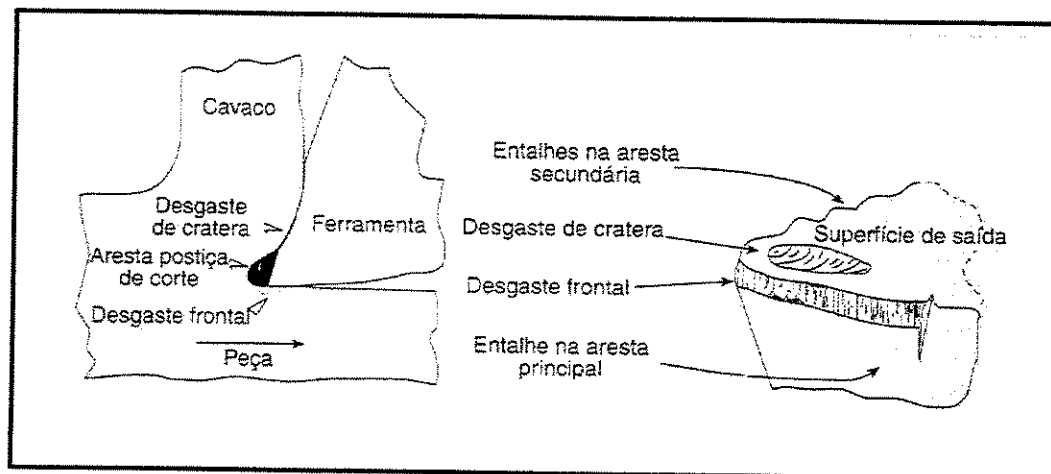 Cavaco
Desgaste
de cratera
Ferramenta
Aresta postiça
de corte
Desgaste frontal
Peça
Entalhes na aresta
secundária
Desgaste de cratera
Superfície de saída
Desgaste frontal
Entalhe na aresta
principal